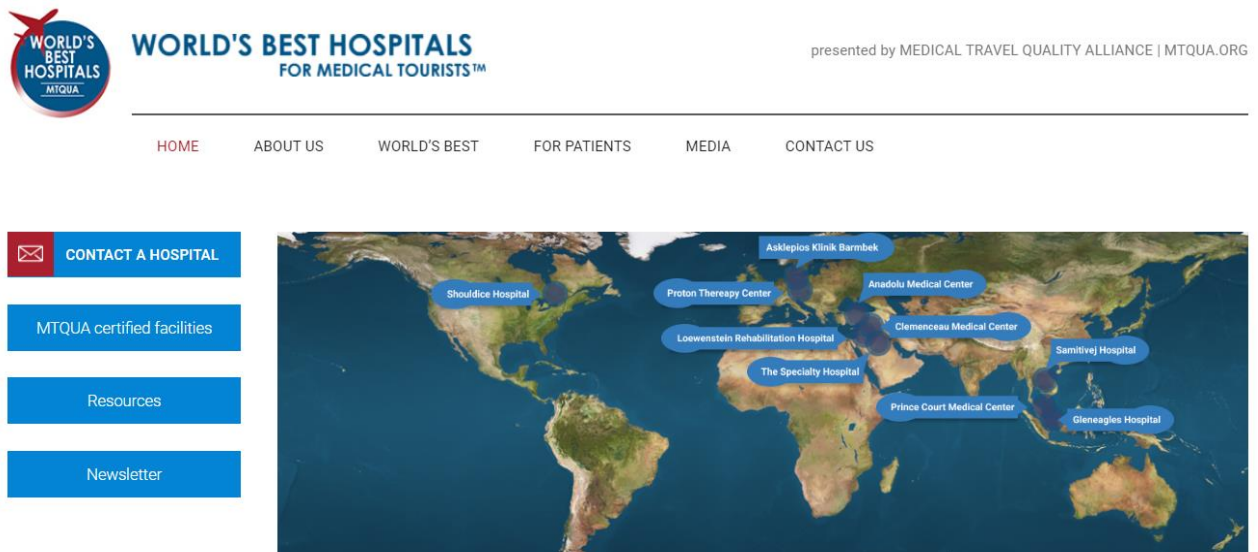 WORLD'S
BEST
HOSPITALS
MTQUA
WORLD'S BEST HOSPITALS
FOR MEDICAL TOURISTS™
presented by MEDICAL TRAVEL QUALITY ALLIANCE | MTQUA.ORG
HOME ABOUT US WORLD'S BEST FOR PATIENTS MEDIA CONTACT US
CONTACT A HOSPITAL
MTQUA certified facilities
Resources
Newsletter
Asklepios Klinik Barmbek
Shouldice Hospital
Proton Thereapy Center
Anadolu Medical Center
Clemenceau Medical Center
Loewenstein Rehabilitation Hospital
Samitivej Hospital
The Specialty Hospital
Prince Court Medical Center
Gleneagles Hospital